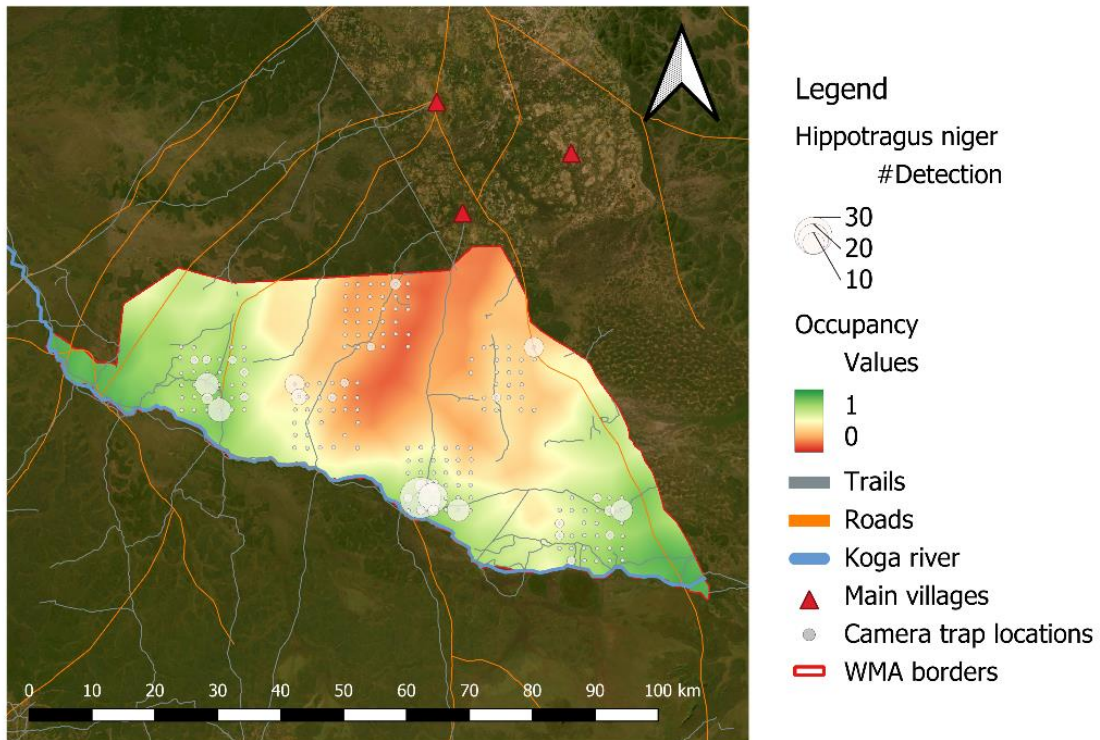 Legend
Hippotragus niger
#Detection
30
20
10
Occupancy
Values
1
0
Trails
Roads
Koga river
Main villages
Camera trap locations
WMA borders
0 10 20 30 40 50 60 70 80 90 100 km